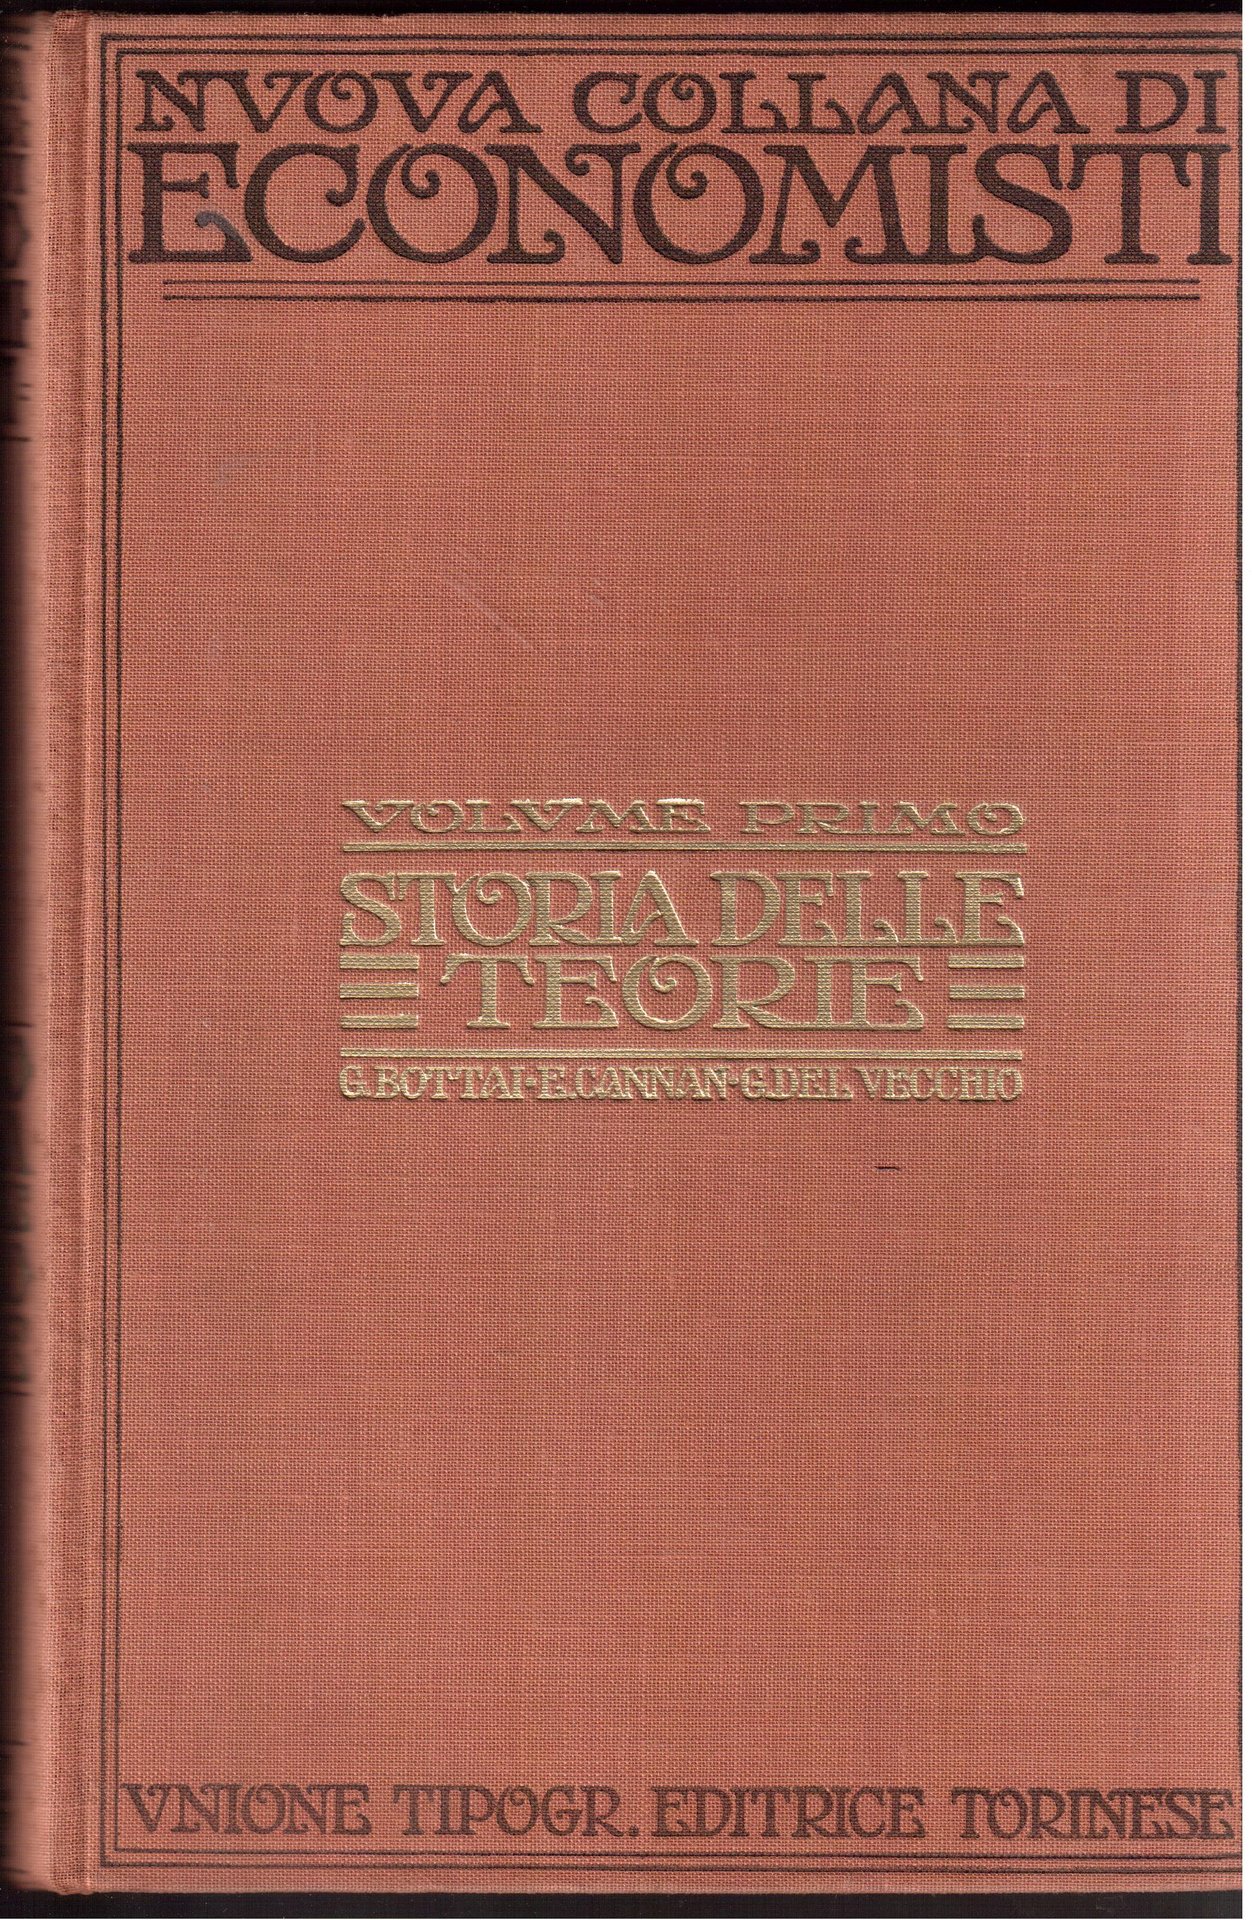 NVOVA COLLANA DI
ECONOMISTI
VOLVME PRIMO
STORIA DELLE
TEORIE
G. BOTTAI-E. CANNAN-G. DEL VECCHIO
VNIONE TIPOGR. EDITRICE TORINESE